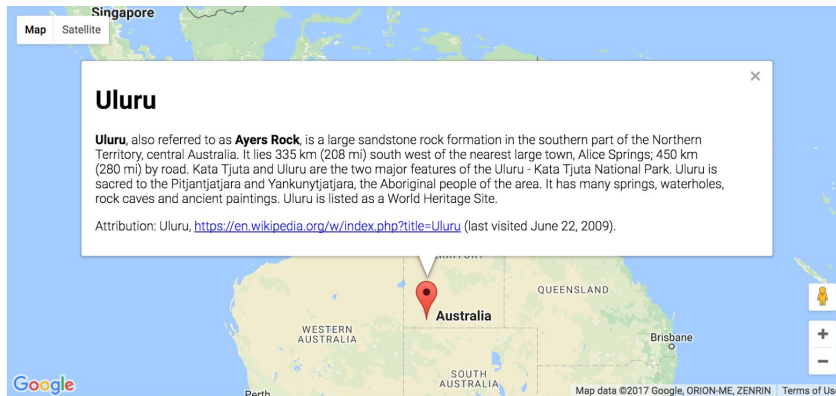 Singapore
Map Satellite
×
Uluru
Uluru, also referred to as Ayers Rock, is a large sandstone rock formation in the southern part of the Northern
Territory, central Australia. It lies 335 km (208 mi) south west of the nearest large town, Alice Springs; 450 km
(280 mi) by road. Kata Tjuta and Uluru are the two major features of the Uluru - Kata Tjuta National Park. Uluru is
sacred to the Pitjantjatjara and Yankunytjatjara, the Aboriginal people of the area. It has many springs, waterholes,
rock caves and ancient paintings. Uluru is listed as a World Heritage Site.
Attribution: Uluru, https://en.wikipedia.org/w/index.php?title=Uluru (last visited June 22, 2009).
QUEENSLAND
Australia
WESTERN
AUSTRALIA
Brisbane
+
−
SOUTH
AUSTRALIA
Google
Perth
Map data ©2017 Google, ORION-ME, ZENRIN Terms of Us